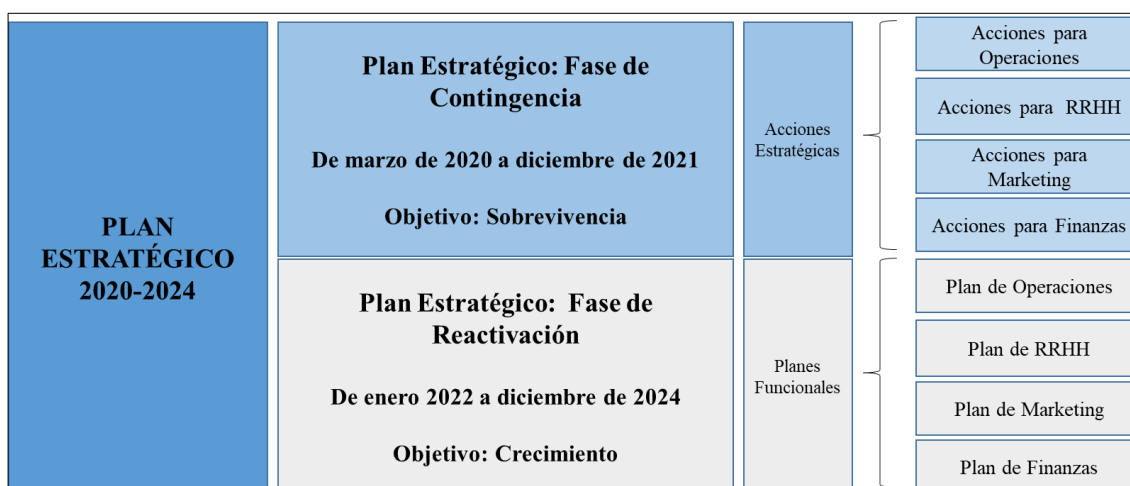 PLAN
ESTRATÉGICO
2020-2024
Plan Estratégico: Fase de
Contingencia
De marzo de 2020 a diciembre de 2021
Objetivo: Sobrevivencia
Acciones
Estratégicas
Acciones para
Operaciones
Acciones para RRHH
Acciones para
Marketing
Acciones para Finanzas
Plan Estratégico: Fase de
Reactivación
De enero 2022 a diciembre de 2024
Objetivo: Crecimiento
Planes
Funcionales
Plan de Operaciones
Plan de RRHH
Plan de Marketing
Plan de Finanzas